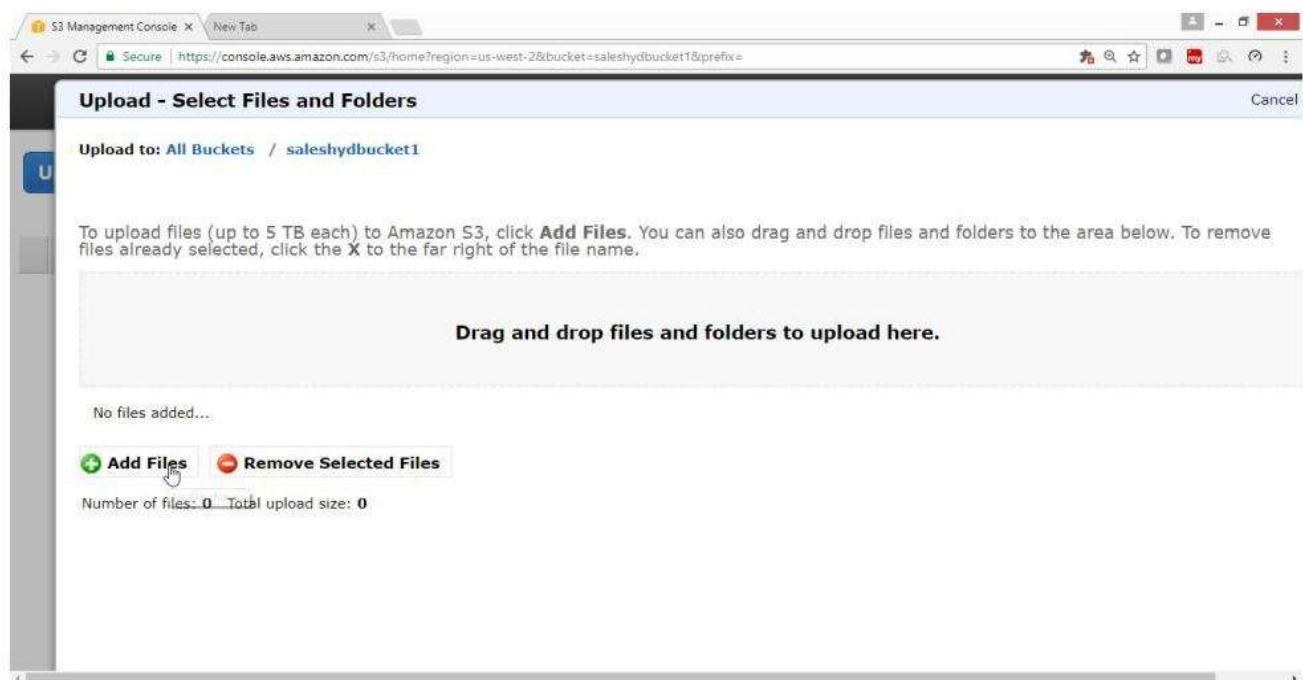 S3 Management Console
New Tab
Secure https://console.aws.amazon.com/s3/home?region=us-west-2&bucket=saleshydbucket1&prefix=
my
Upload - Select Files and Folders
Cancel
Upload to: All Buckets / saleshydbucket1
U
To upload files (up to 5 TB each) to Amazon S3, click Add Files. You can also drag and drop files and folders to the area below. To remove
files already selected, click the X to the far right of the file name.
Drag and drop files and folders to upload here.
No files added...
Add Files
Remove Selected Files
Number of files: 0 Total upload size: 0